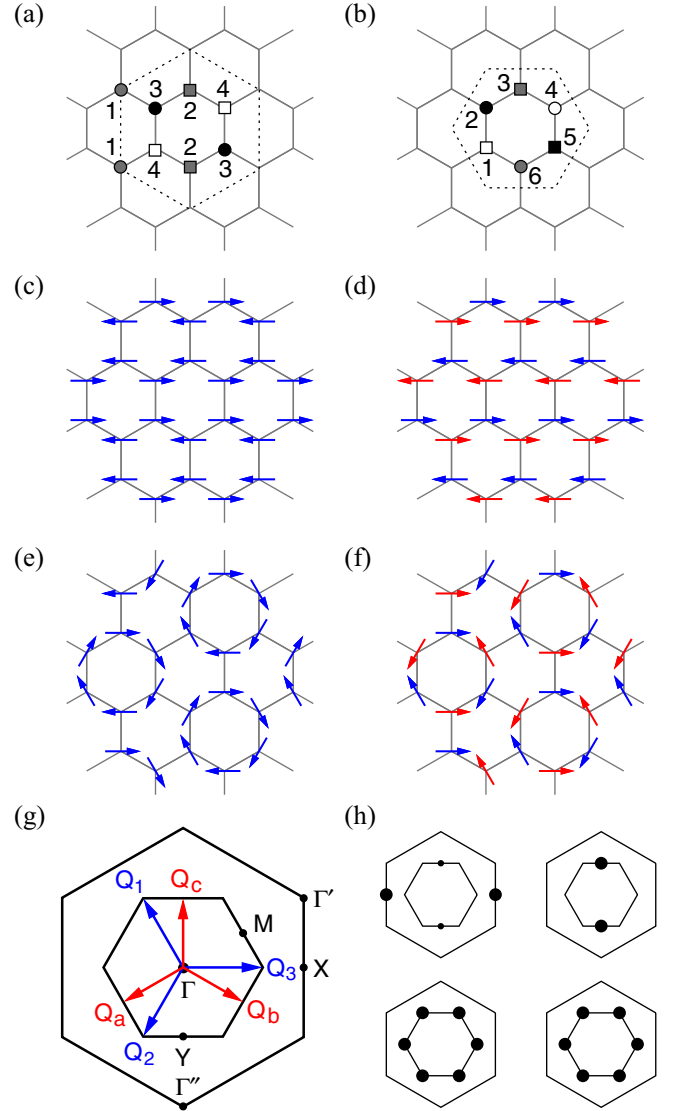 (a)
(b)
3 4
1 2
1 2
4 3
3 4
2
5
1 6
(c)
(d)
(e)
(f)
(g)
(h)
Q1 Qc Γ′
M
Γ Q3 X
Qa Qb
Q2 Y
Γ″